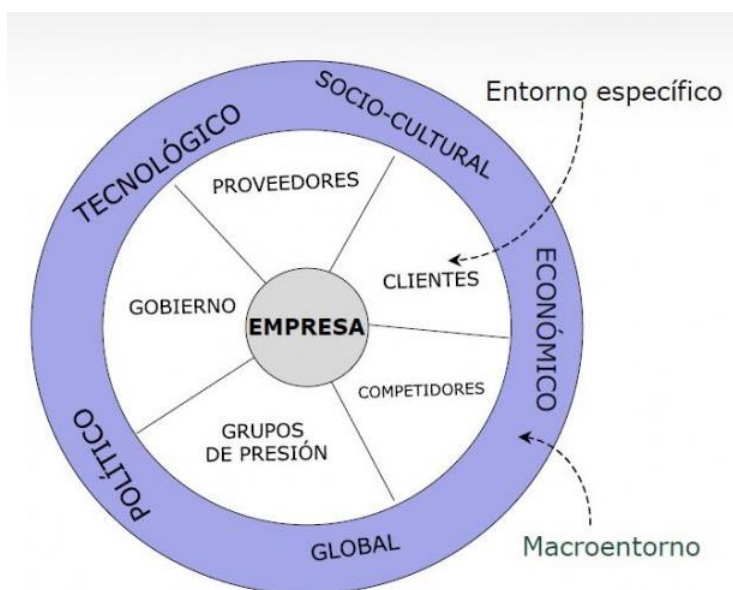 SOCIO-CULTURAL
Entorno específico
TECNOLÓGICO
PROVEEDORES
CLIENTES
ECONÓMICO
GOBIERNO
EMPRESA
COMPETIDORES
GRUPOS
DE PRESIÓN
POLÍTICO
GLOBAL
Macroentorno